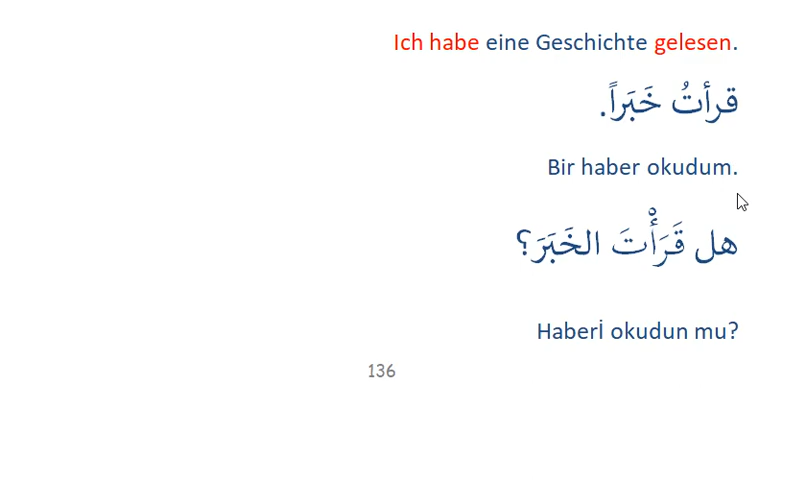 Ich habe eine Geschichte gelesen.
قرأتُ خَبَراً.
Bir haber okudum.
هل قَرَأْتَ الخَبَرَ؟
Haberİ okudun mu?
136